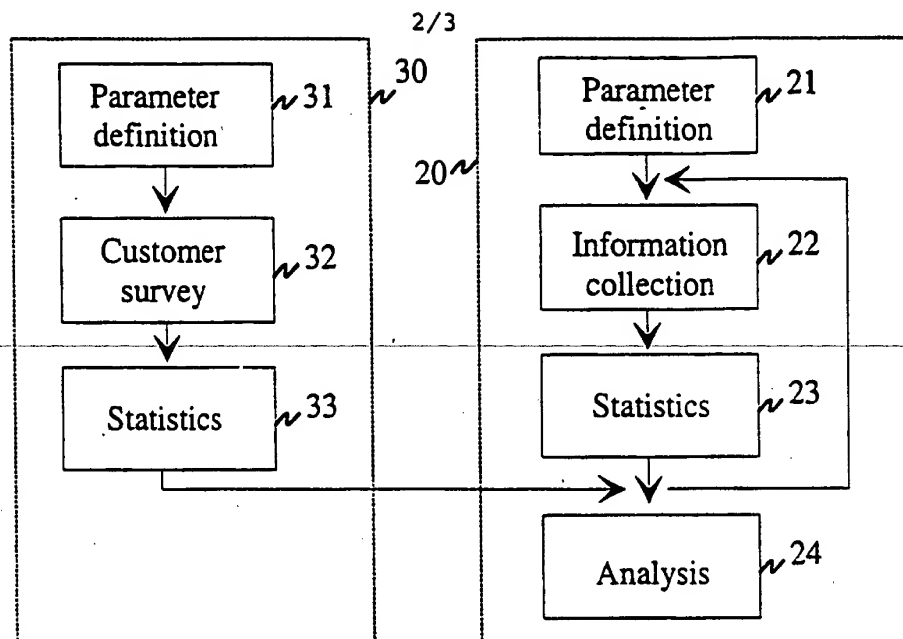 2/3
30
Parameter
definition
31
Customer
survey
32
Statistics
33
20
Parameter
definition
21
Information
collection
22
Statistics
23
Analysis
24